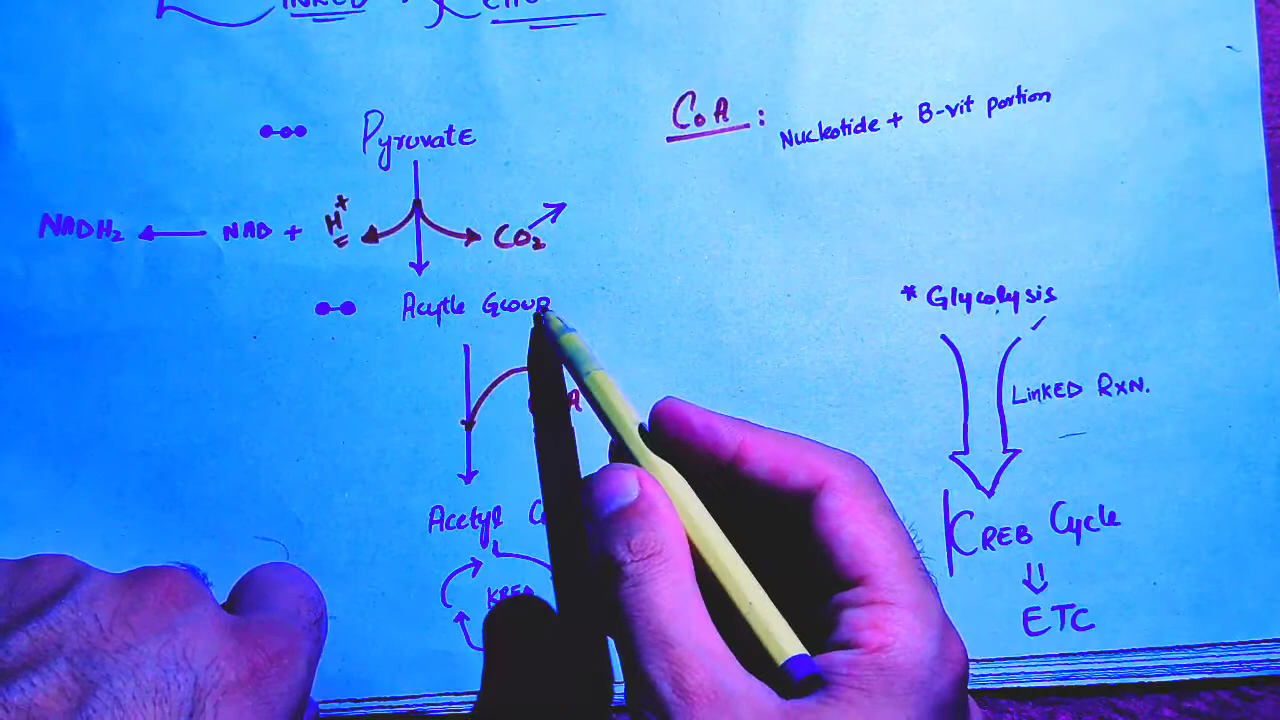 Pyruvate
CoA :
Nucleotide + B-vit portion
NADH₂ ← NAD + H⁺
CO₂
Acytle Group
* Glycolysis
LinKED RXN.
Acetyl
KREB Cycle
ETC